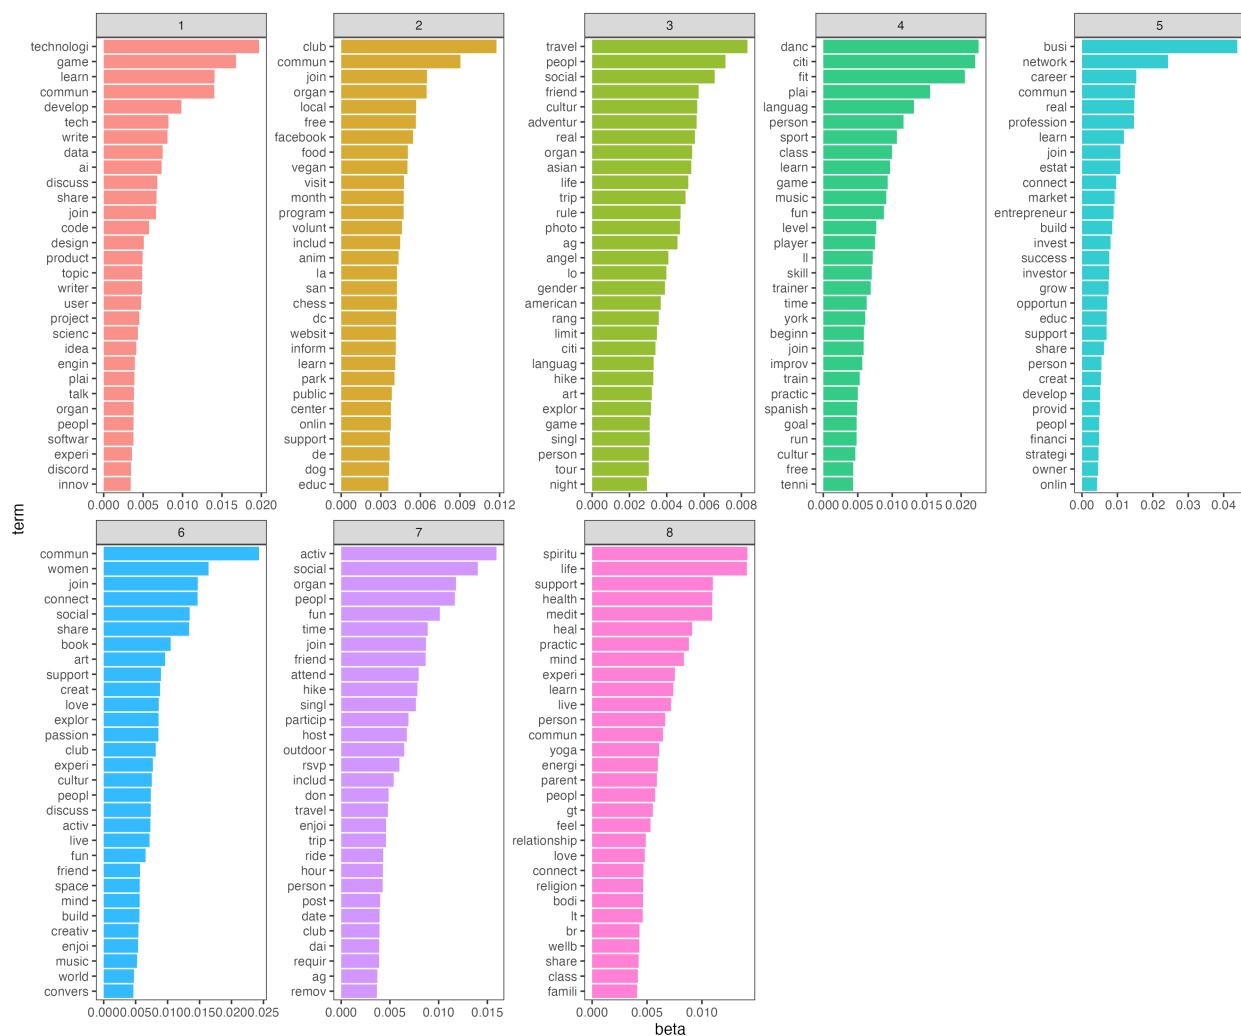 1
technologi
game
learn
commun
develop
tech
write
data
ai
discuss
share
join
code
design
product
topic
writer
user
project
scienc
idea
engin
plai
talk
organ
peopl
softwar
experi
discord
innov
0.000 0.005 0.010 0.015 0.020
2
club
commun
join
organ
local
free
facebook
food
vegan
visit
month
program
volunt
includ
anim
la
san
chess
dc
websit
inform
learn
park
public
center
onlin
support
de
dog
educ
0.000 0.003 0.006 0.009 0.012
3
travel
peopl
social
friend
cultur
adventur
real
organ
asian
life
trip
rule
photo
ag
angel
lo
gender
american
rang
limit
citi
languag
hike
art
explor
game
singl
person
tour
night
0.000 0.002 0.004 0.006 0.008
4
danc
citi
fit
plai
languag
person
sport
class
learn
game
music
fun
level
player
ll
skill
trainer
time
york
beginn
join
improv
train
practic
spanish
goal
run
cultur
free
tenni
0.000 0.005 0.010 0.015 0.020
5
busi
network
career
commun
real
profession
learn
join
estat
connect
market
entrepreneur
build
invest
success
investor
grow
opportun
educ
support
share
person
creat
develop
provid
peopl
financi
strategi
owner
onlin
0.00 0.01 0.02 0.03 0.04
term
6
commun
women
join
connect
social
share
book
art
support
creat
love
explor
passion
club
experi
cultur
peopl
discuss
activ
live
fun
friend
space
mind
build
creativ
enjoi
music
world
convers
0.000 0.005 0.010 0.015 0.020 0.025
7
activ
social
organ
peopl
fun
time
join
friend
attend
hike
singl
particip
host
outdoor
rsvp
includ
don
travel
enjoi
trip
ride
hour
person
post
date
club
dai
requir
ag
remov
0.000 0.005 0.010 0.015
8
spiritu
life
support
health
medit
heal
practic
mind
experi
learn
live
person
commun
yoga
energi
parent
peopl
gt
feel
relationship
love
connect
religion
bodi
lt
br
wellb
share
class
famili
0.000 0.005 0.010
beta